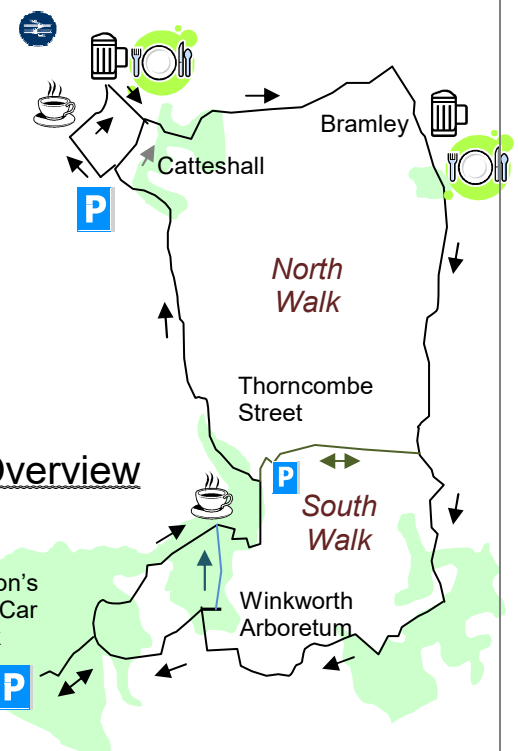 Bramley
Catteshall
P
North
Walk
Thorncombe
Street
Overview
P
South
Walk
on's
Car
Winkworth
Arboretum
P